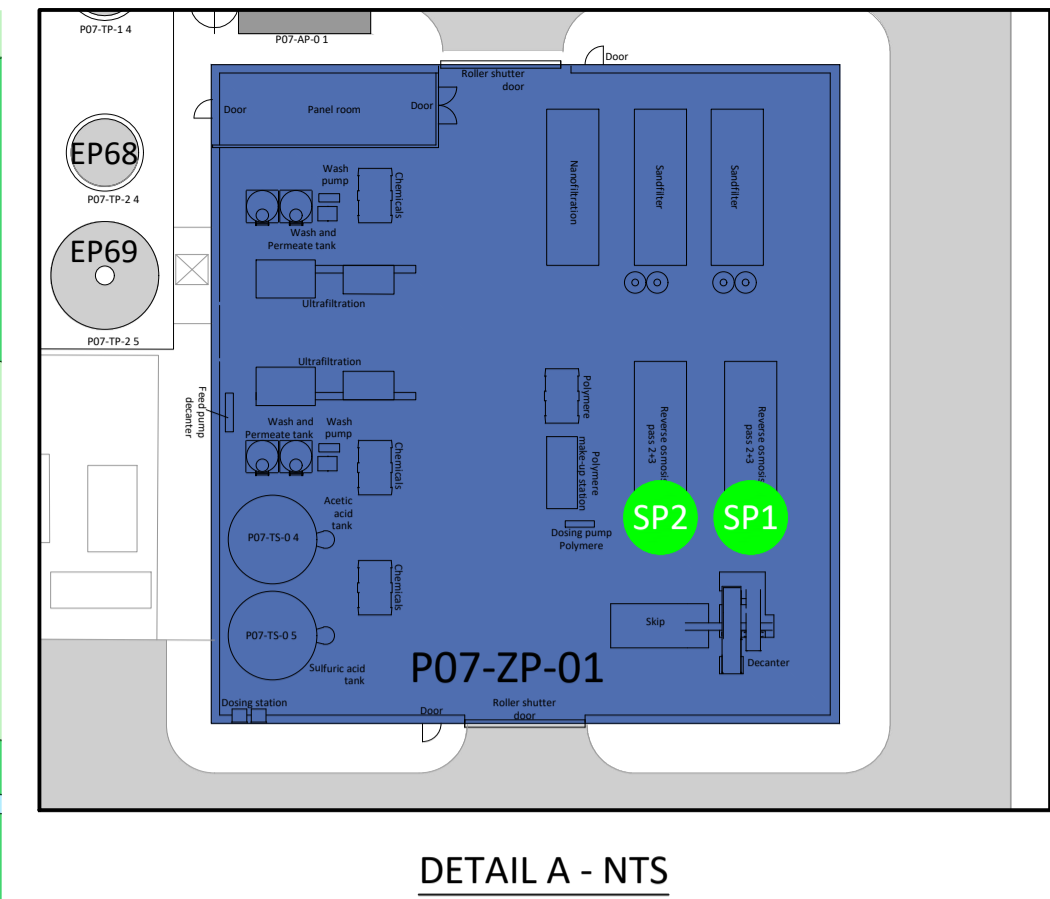 P07-TP-1 4
P07-AP-0 1
Door
Roller shutter
door
Door
Panel room
Door
EP68
P07-TP-2 4
Wash
pump
Chemicals
Wash and
Permeate tank
Nanofiltration
Sandfilter
Sandfilter
EP69
P07-TP-2 5
Ultrafiltration
Ultrafiltration
Feed pump
decanter
Wash and
Permeate tank
Wash
pump
Chemicals
Polymere
Polymere
make-up station
Reverse osmosis
pass 2+3
Reverse osmosis
pass 2+3
SP2
SP1
Acetic
acid
tank
P07-TS-0 4
Dosing pump
Polymere
Chemicals
P07-TS-0 5
Sulfuric acid
tank
Skip
Decanter
P07-ZP-01
Dosing station
Door
Roller shutter
door
DETAIL A - NTS